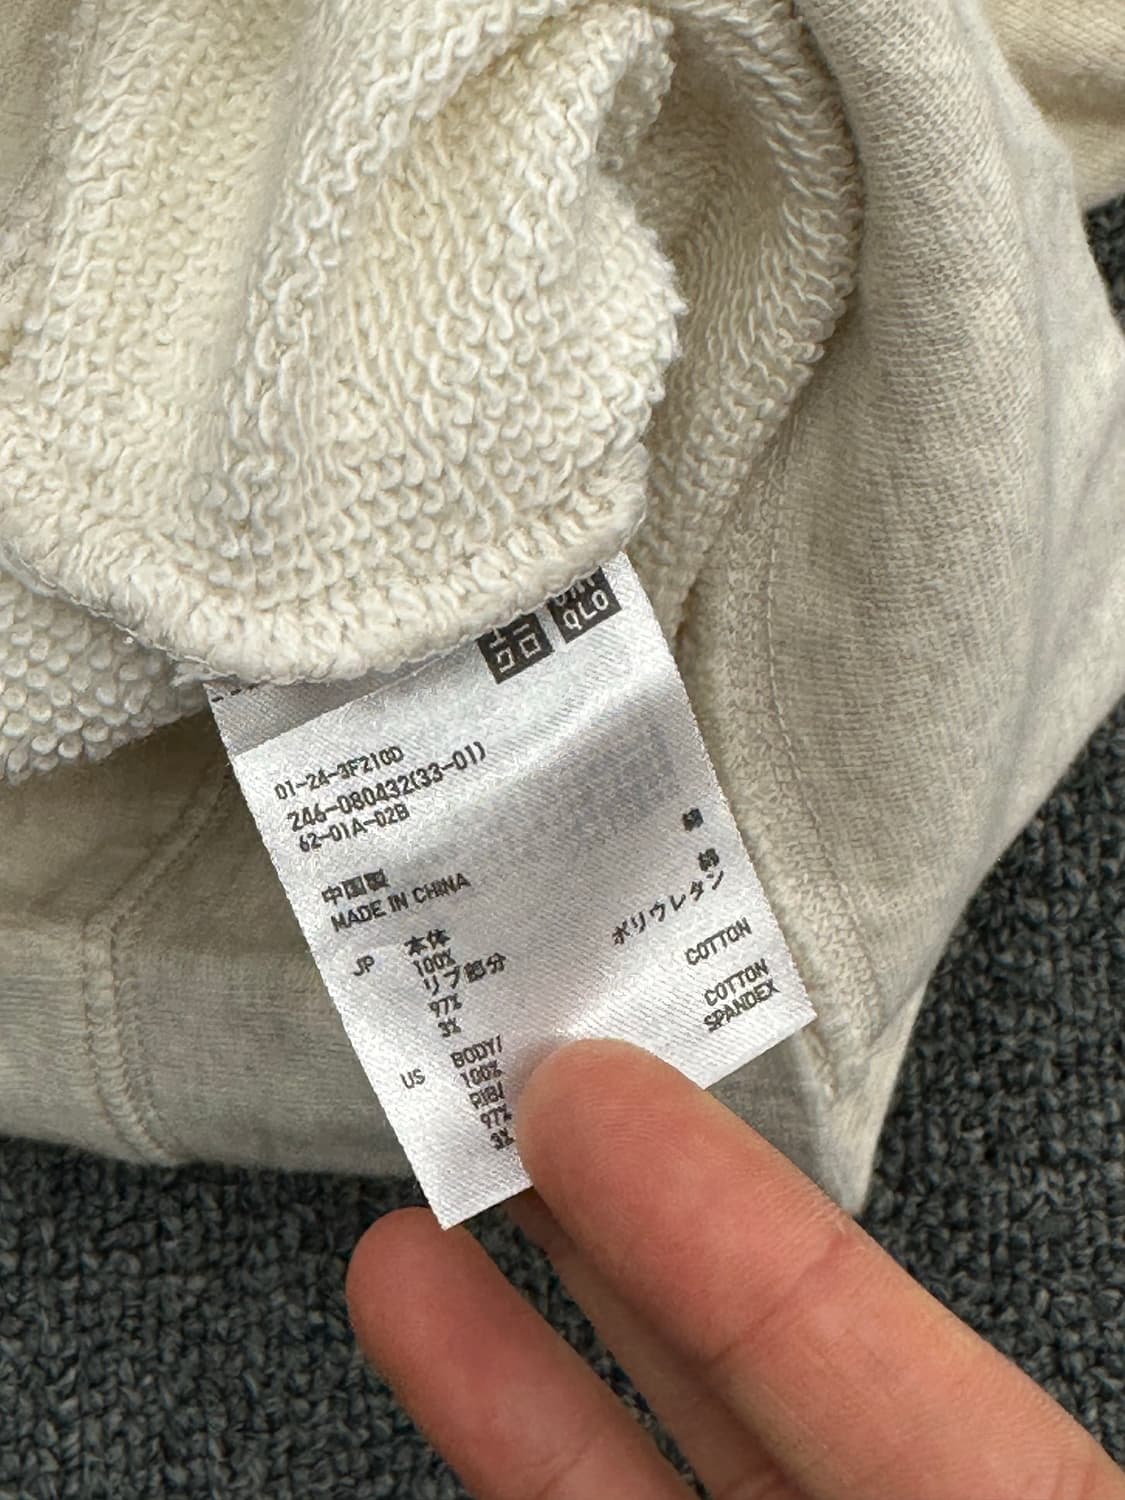 ユニ
クロ
UNI
QLO
01-24-3F210D
246-080432(33-01)
62-01A-02B
中国製
MADE IN CHINA
JP 本体
100% 綿
リブ部分
97% 綿
3% ポリウレタン
US BODY/
100% COTTON
RIB/
97% COTTON
3% SPANDEX